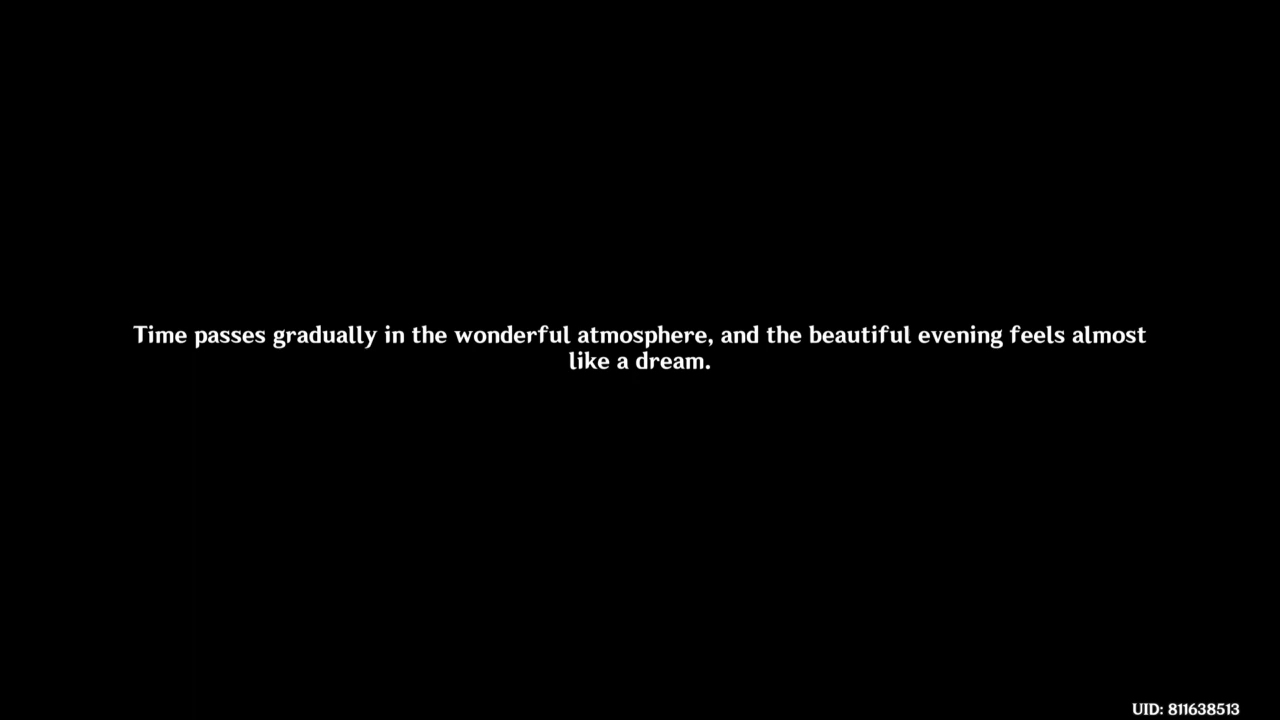 Time passes gradually in the wonderful atmosphere, and the beautiful evening feels almost
like a dream.
UID: 811638513